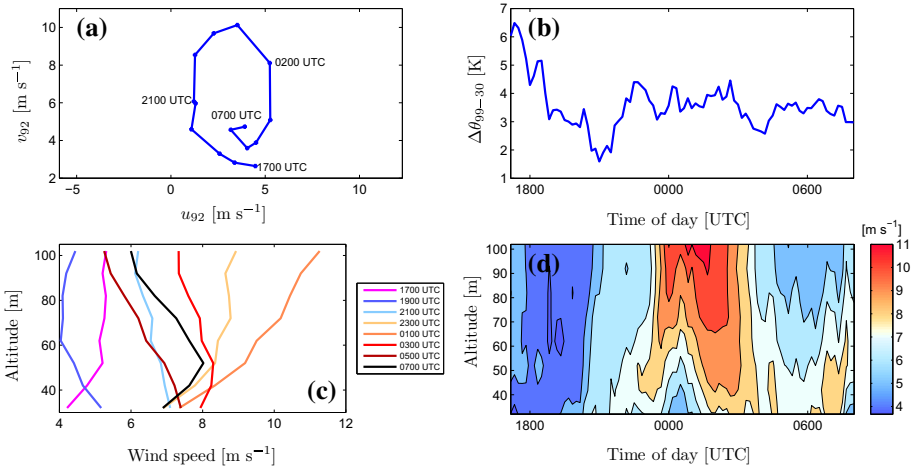 (a)
10
8
6
4
2
v92 [m s−1]
0200 UTC
2100 UTC
0700 UTC
1700 UTC
−5 0 5 10
u92 [m s−1]
(b)
7
6
5
4
3
2
1
Δθ99−30 [K]
1800 0000 0600
Time of day [UTC]
(c)
100
80
60
40
Altitude [m]
4 6 8 10 12
Wind speed [m s−1]
1700 UTC
1900 UTC
2100 UTC
2300 UTC
0100 UTC
0300 UTC
0500 UTC
0700 UTC
(d)
100
90
80
70
60
50
40
Altitude [m]
1800 0000 0600
Time of day [UTC]
[m s−1]
11
10
9
8
7
6
5
4